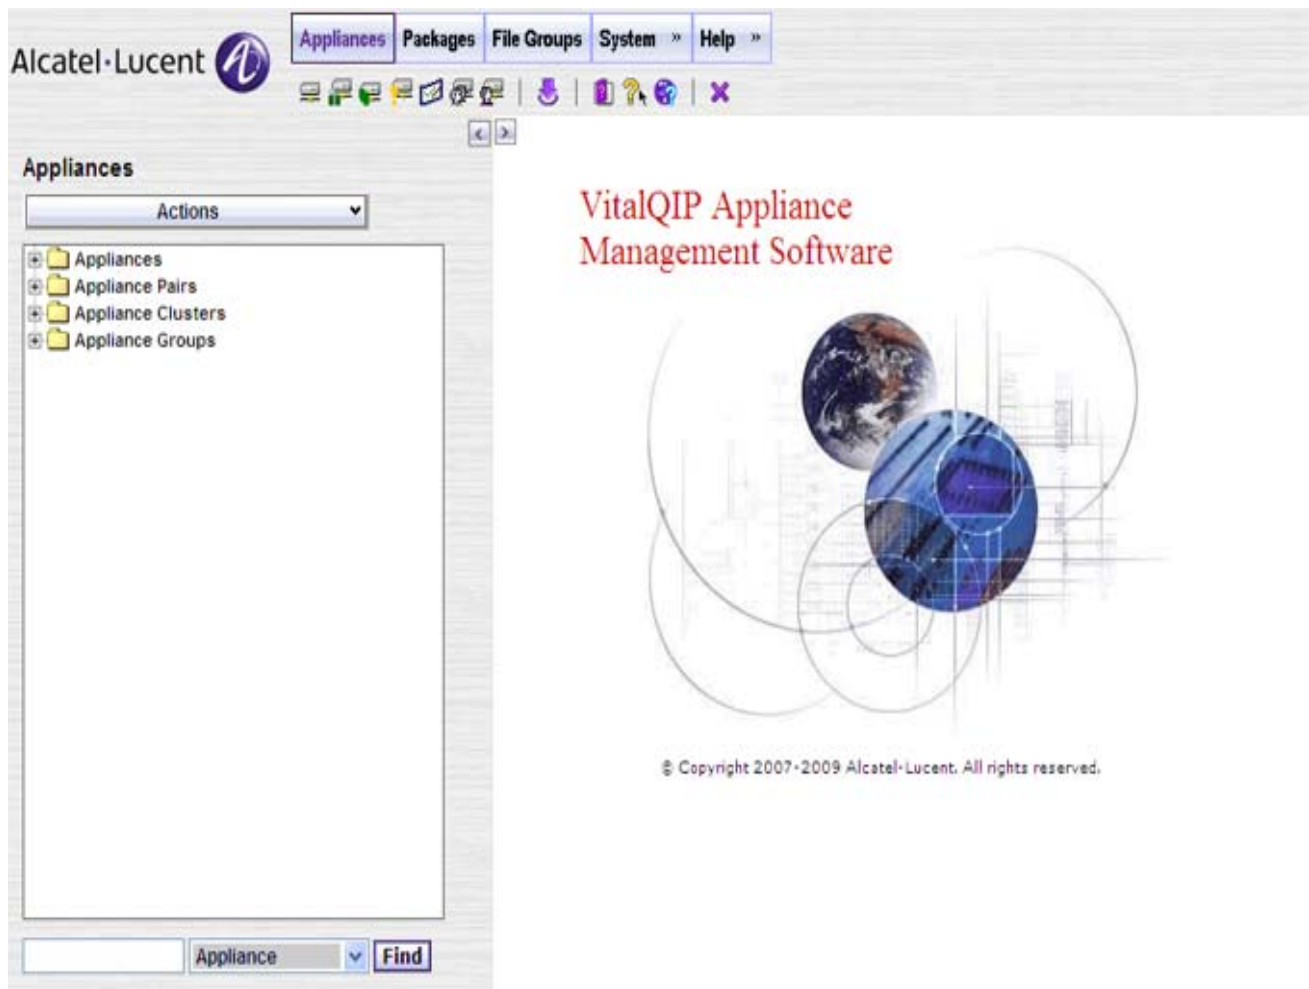 Alcatel·Lucent
Appliances Packages File Groups System » Help »
Appliances
Actions
Appliances
Appliance Pairs
Appliance Clusters
Appliance Groups
Appliance Find
VitalQIP Appliance
Management Software
© Copyright 2007-2009 Alcatel-Lucent. All rights reserved.